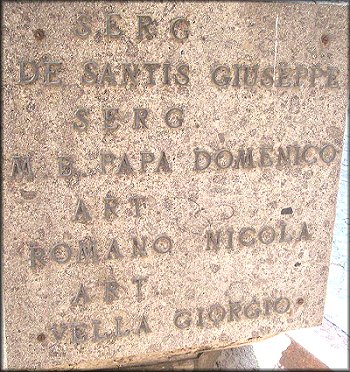 SERG.
DE SANTIS GIUSEPPE
SERG.
M. B. PAPA DOMENICO
ART.
ROMANO NICOLA
ART.
VELLA GIORGIO